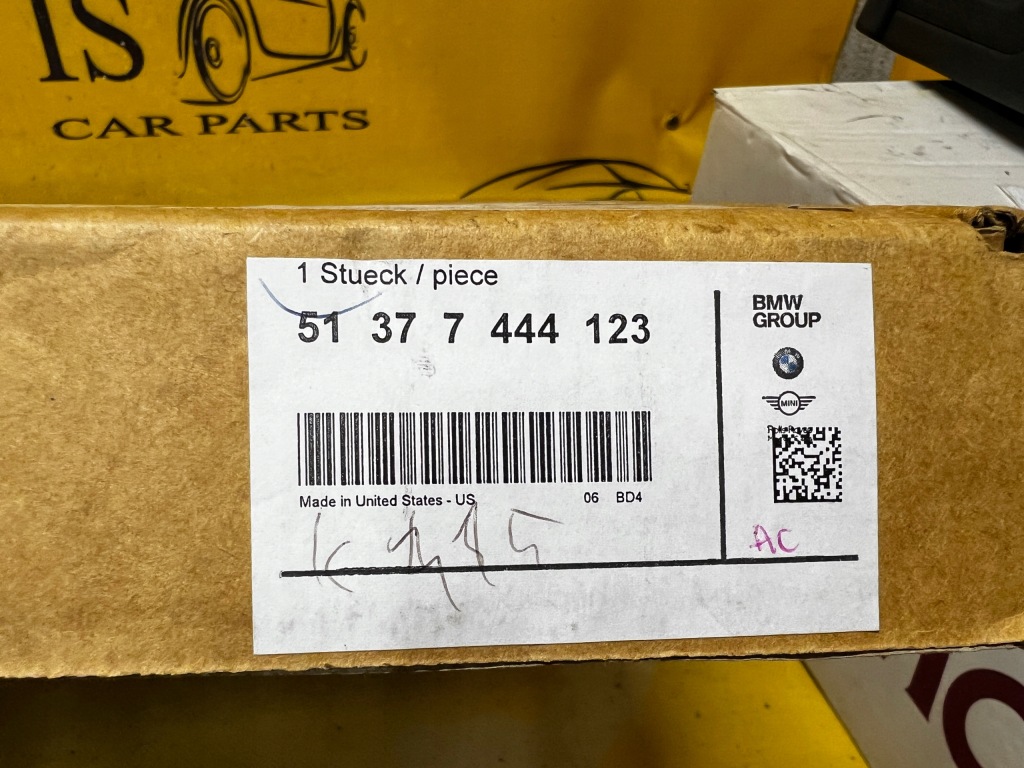 IS
CAR PARTS
1 Stueck / piece
51 37 7 444 123
Made in United States - US
06 BD4
BMW
GROUP
MINI
AC